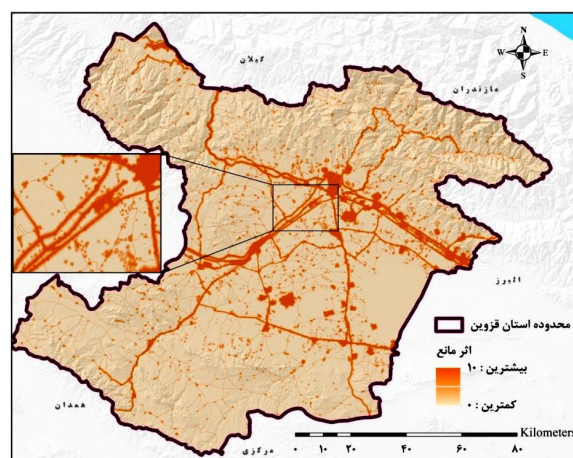 N
W E
S
گیلان
مازندران
البرز
همدان
مرکزی
محدوده استان قزوین
اثر مانع
بیشترین : ۱۰
کمترین : ۰
Kilometers
۰ ۱۰ ۲۰ ۴۰ ۶۰ ۸۰